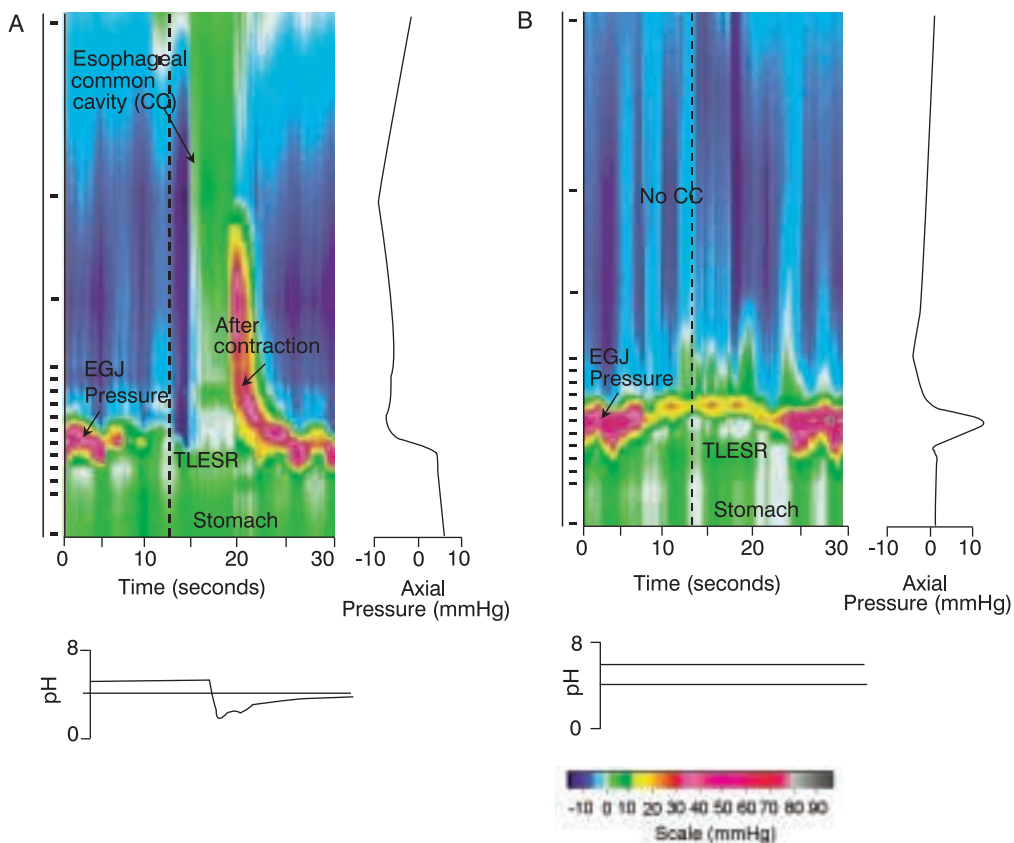 A
Esophageal
common
cavity (CC)
After
contraction
EGJ
Pressure
TLESR
Stomach
0 10 20 30
Time (seconds)
-10 0 10
Axial
Pressure (mmHg)
8
pH
0
B
No CC
EGJ
Pressure
TLESR
Stomach
0 10 20 30
Time (seconds)
-10 0 10
Axial
Pressure (mmHg)
8
pH
0
-10 0 10 20 30 40 50 60 70 80 90
Scale (mmHg)